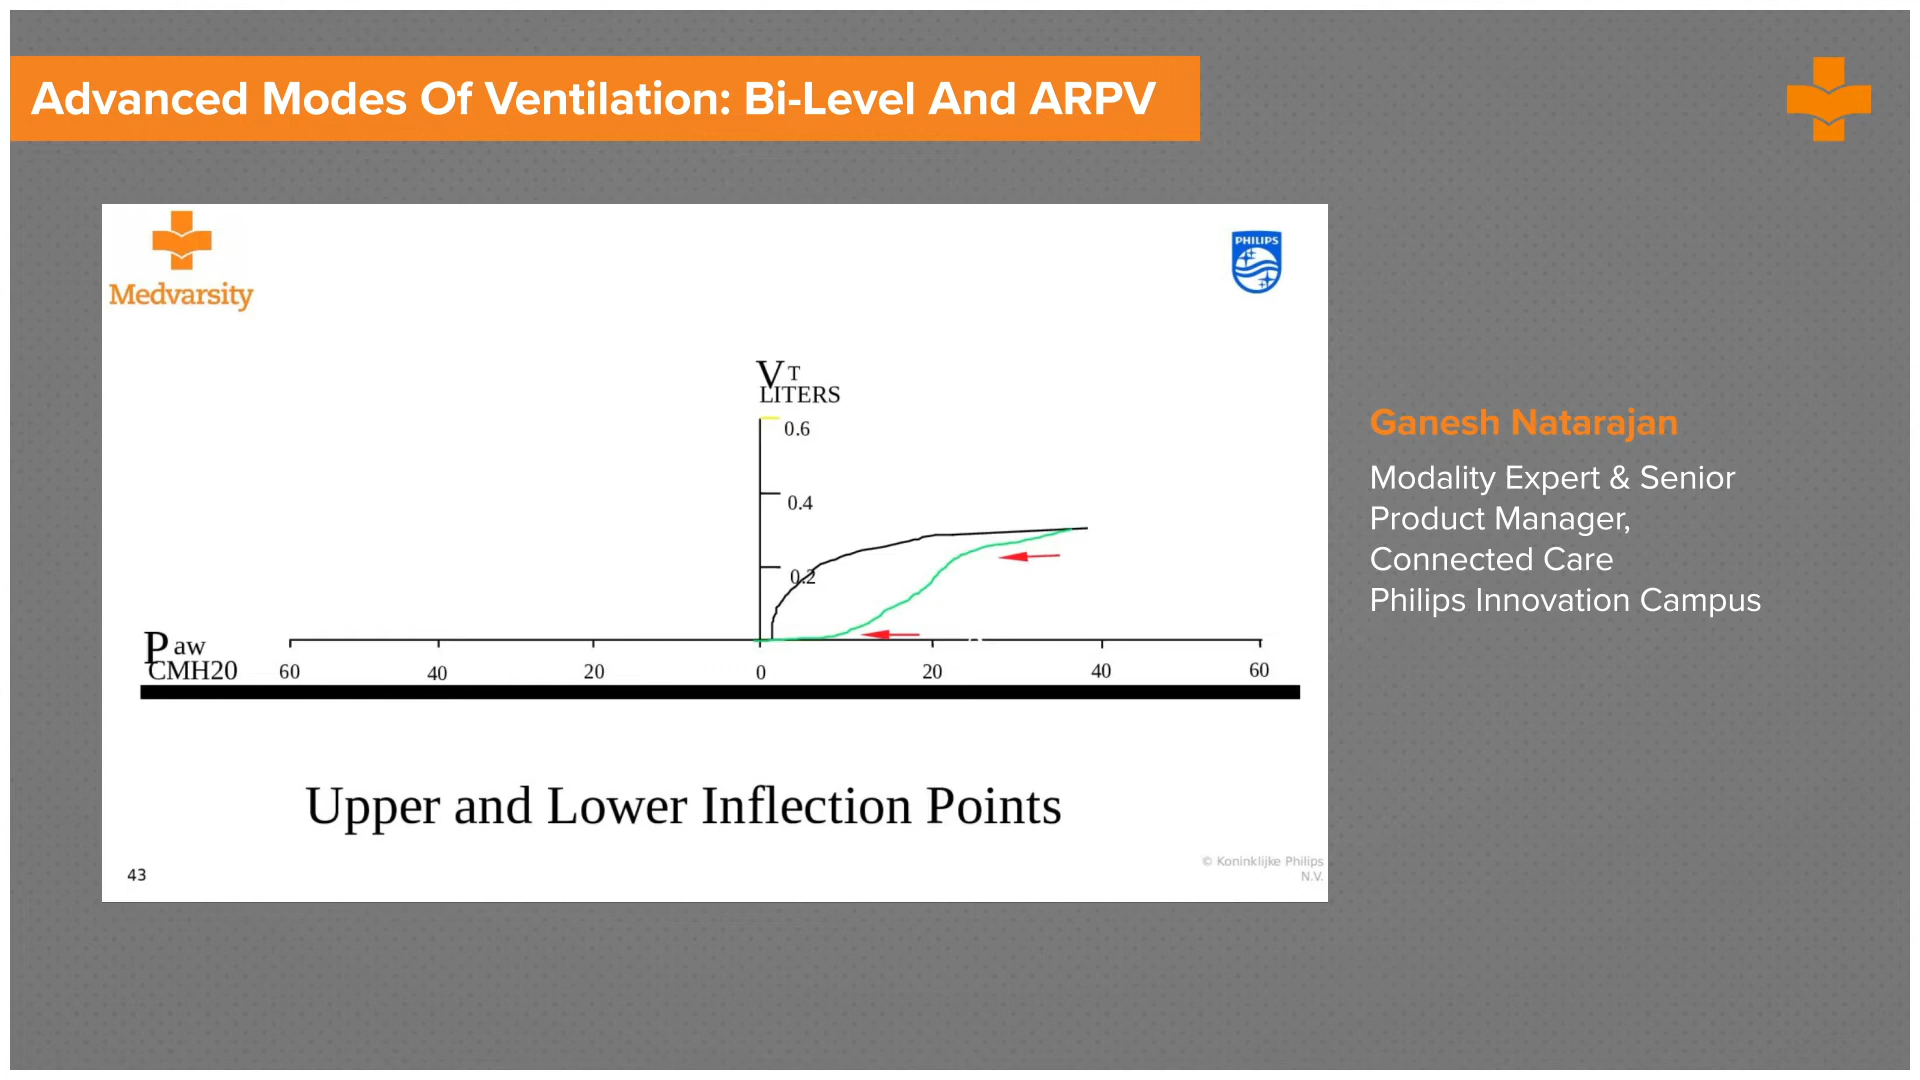 Advanced Modes Of Ventilation: Bi-Level And ARPV
Medvarsity
PHILIPS
VT
LITERS
0.6
0.4
0.2
Paw
CMH20
60 40 20 0 20 40 60
Upper and Lower Inflection Points
43
© Koninklijke Philips
N.V.
Ganesh Natarajan
Modality Expert & Senior
Product Manager,
Connected Care
Philips Innovation Campus